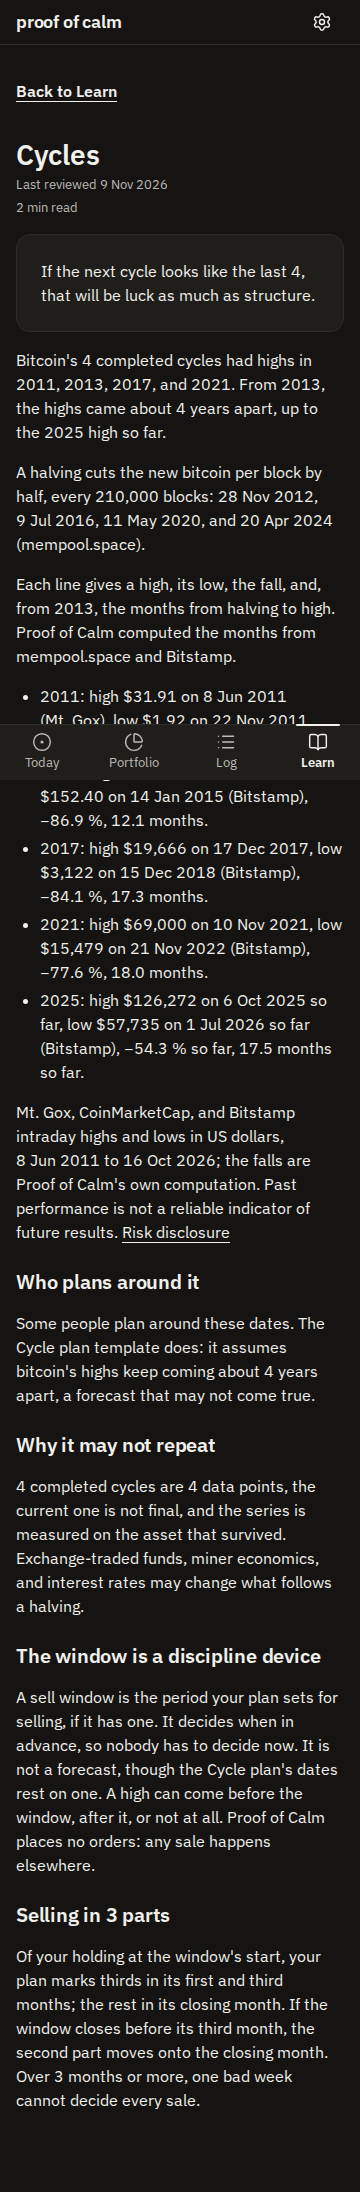 proof of calm
Back to Learn
Cycles
Last reviewed 9 Nov 2026
2 min read
If the next cycle looks like the last 4,
that will be luck as much as structure.
Bitcoin's 4 completed cycles had highs in
2011, 2013, 2017, and 2021. From 2013,
the highs came about 4 years apart, up to
the 2025 high so far.
A halving cuts the new bitcoin per block by
half, every 210,000 blocks: 28 Nov 2012,
9 Jul 2016, 11 May 2020, and 20 Apr 2024
(mempool.space).
Each line gives a high, its low, the fall, and,
from 2013, the months from halving to high.
Proof of Calm computed the months from
mempool.space and Bitstamp.
• 2011: high $31.91 on 8 Jun 2011
(Mt. Gox), low $1.92 on 22 Nov 2011
Today
Portfolio
Log
Learn
$152.40 on 14 Jan 2015 (Bitstamp),
−86.9 %, 12.1 months.
• 2017: high $19,666 on 17 Dec 2017, low
$3,122 on 15 Dec 2018 (Bitstamp),
−84.1 %, 17.3 months.
• 2021: high $69,000 on 10 Nov 2021, low
$15,479 on 21 Nov 2022 (Bitstamp),
−77.6 %, 18.0 months.
• 2025: high $126,272 on 6 Oct 2025 so
far, low $57,735 on 1 Jul 2026 so far
(Bitstamp), −54.3 % so far, 17.5 months
so far.
Mt. Gox, CoinMarketCap, and Bitstamp
intraday highs and lows in US dollars,
8 Jun 2011 to 16 Oct 2026; the falls are
Proof of Calm's own computation. Past
performance is not a reliable indicator of
future results. Risk disclosure
Who plans around it
Some people plan around these dates. The
Cycle plan template does: it assumes
bitcoin's highs keep coming about 4 years
apart, a forecast that may not come true.
Why it may not repeat
4 completed cycles are 4 data points, the
current one is not final, and the series is
measured on the asset that survived.
Exchange-traded funds, miner economics,
and interest rates may change what follows
a halving.
The window is a discipline device
A sell window is the period your plan sets for
selling, if it has one. It decides when in
advance, so nobody has to decide now. It is
not a forecast, though the Cycle plan's dates
rest on one. A high can come before the
window, after it, or not at all. Proof of Calm
places no orders: any sale happens
elsewhere.
Selling in 3 parts
Of your holding at the window's start, your
plan marks thirds in its first and third
months; the rest in its closing month. If the
window closes before its third month, the
second part moves onto the closing month.
Over 3 months or more, one bad week
cannot decide every sale.